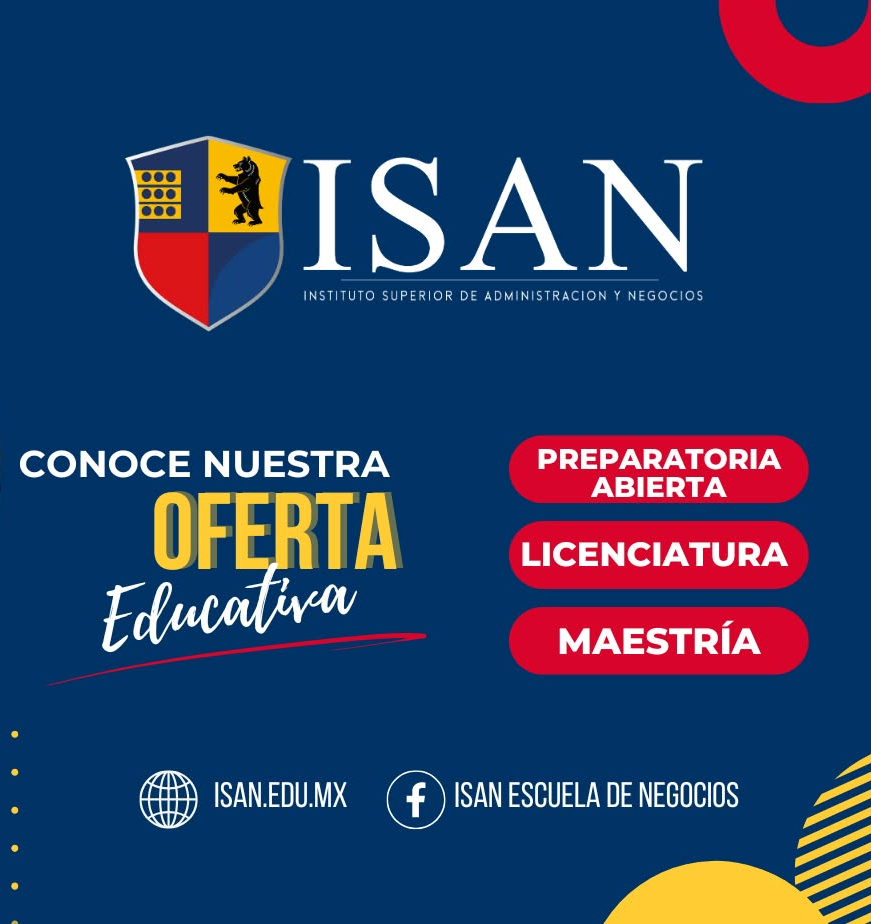 ISAN
INSTITUTO SUPERIOR DE ADMINISTRACION Y NEGOCIOS
CONOCE NUESTRA
OFERTA
Educativa
PREPARATORIA
ABIERTA
LICENCIATURA
MAESTRÍA
ISAN.EDU.MX
ISAN ESCUELA DE NEGOCIOS